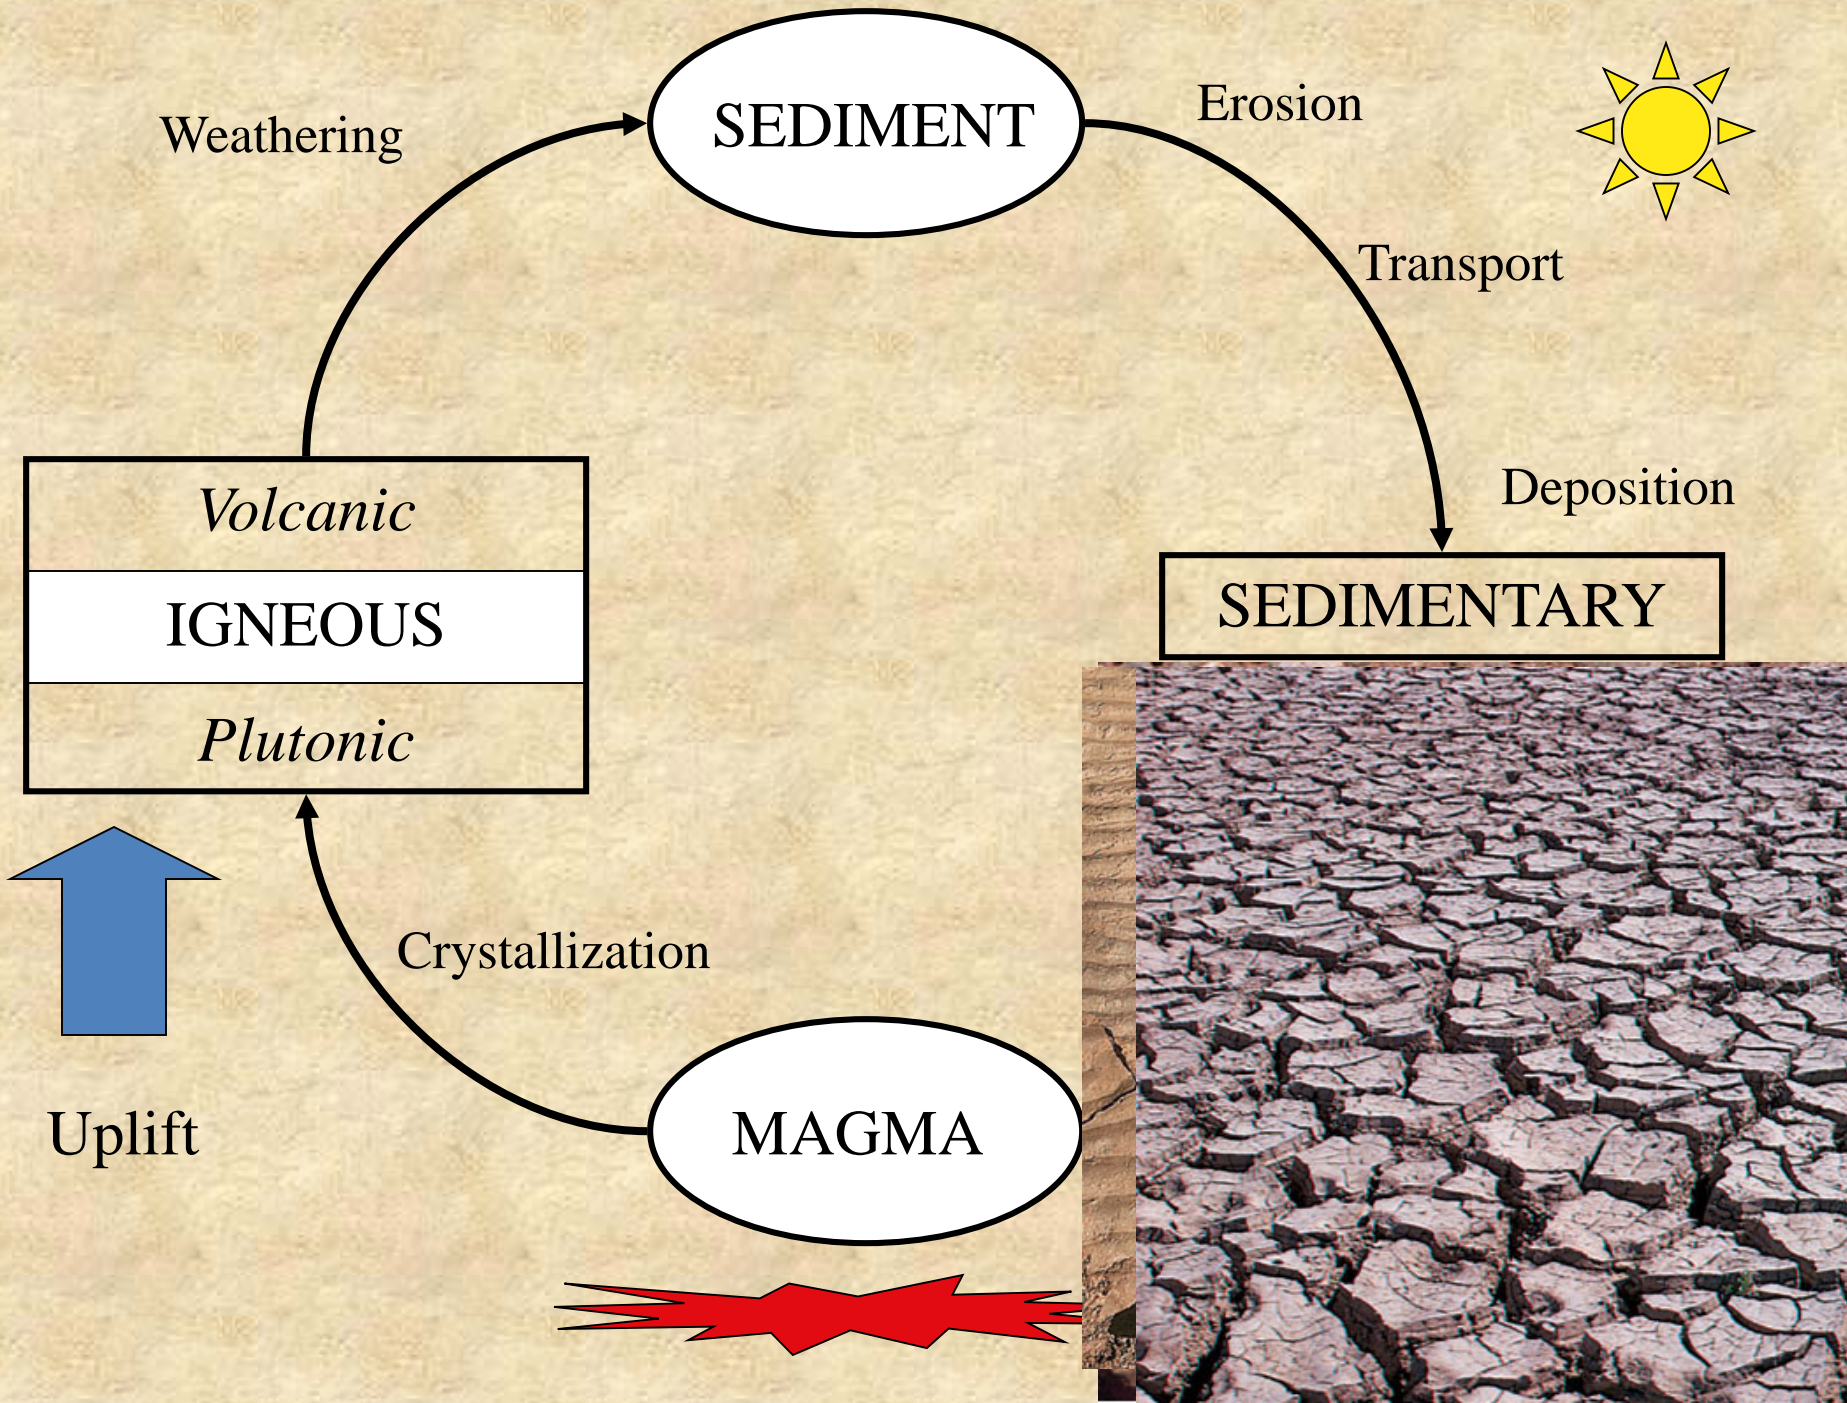 SEDIMENT
Erosion
Weathering
Transport
Volcanic
Deposition
IGNEOUS
SEDIMENTARY
Plutonic
Crystallization
Uplift
MAGMA